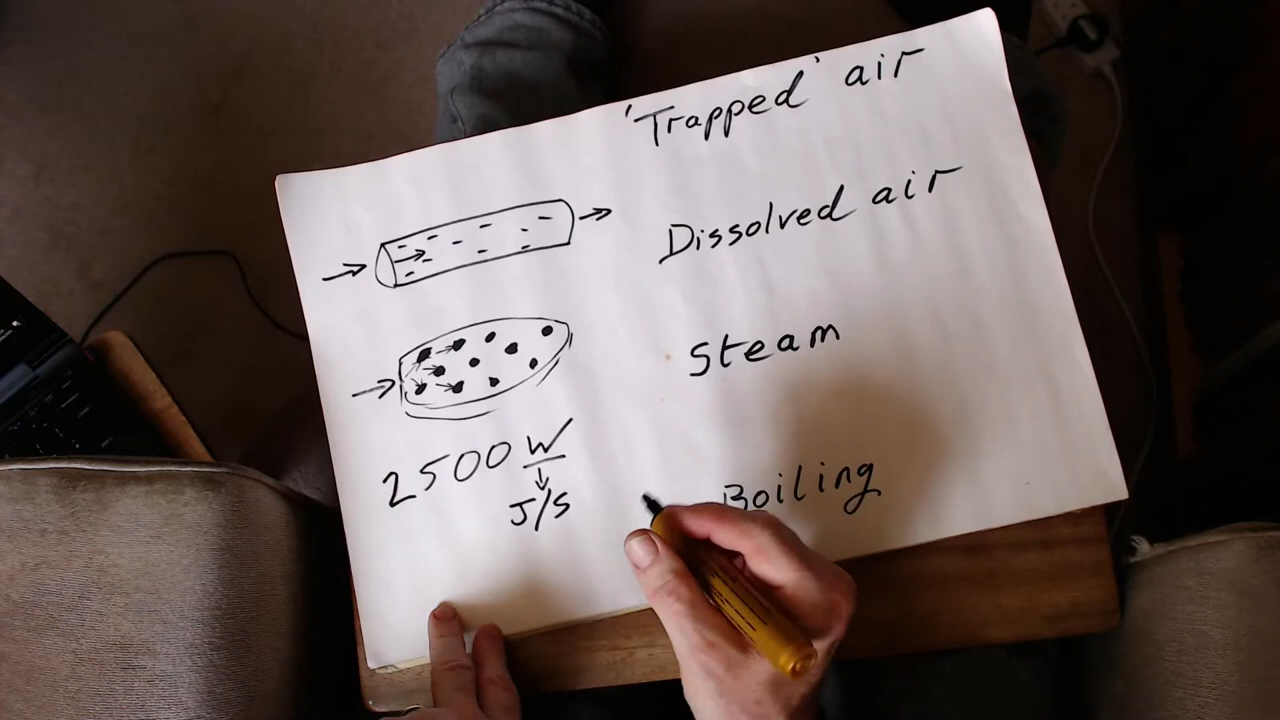 'Trapped' air
Dissolved air
Steam
2500 W
J/S
Boiling